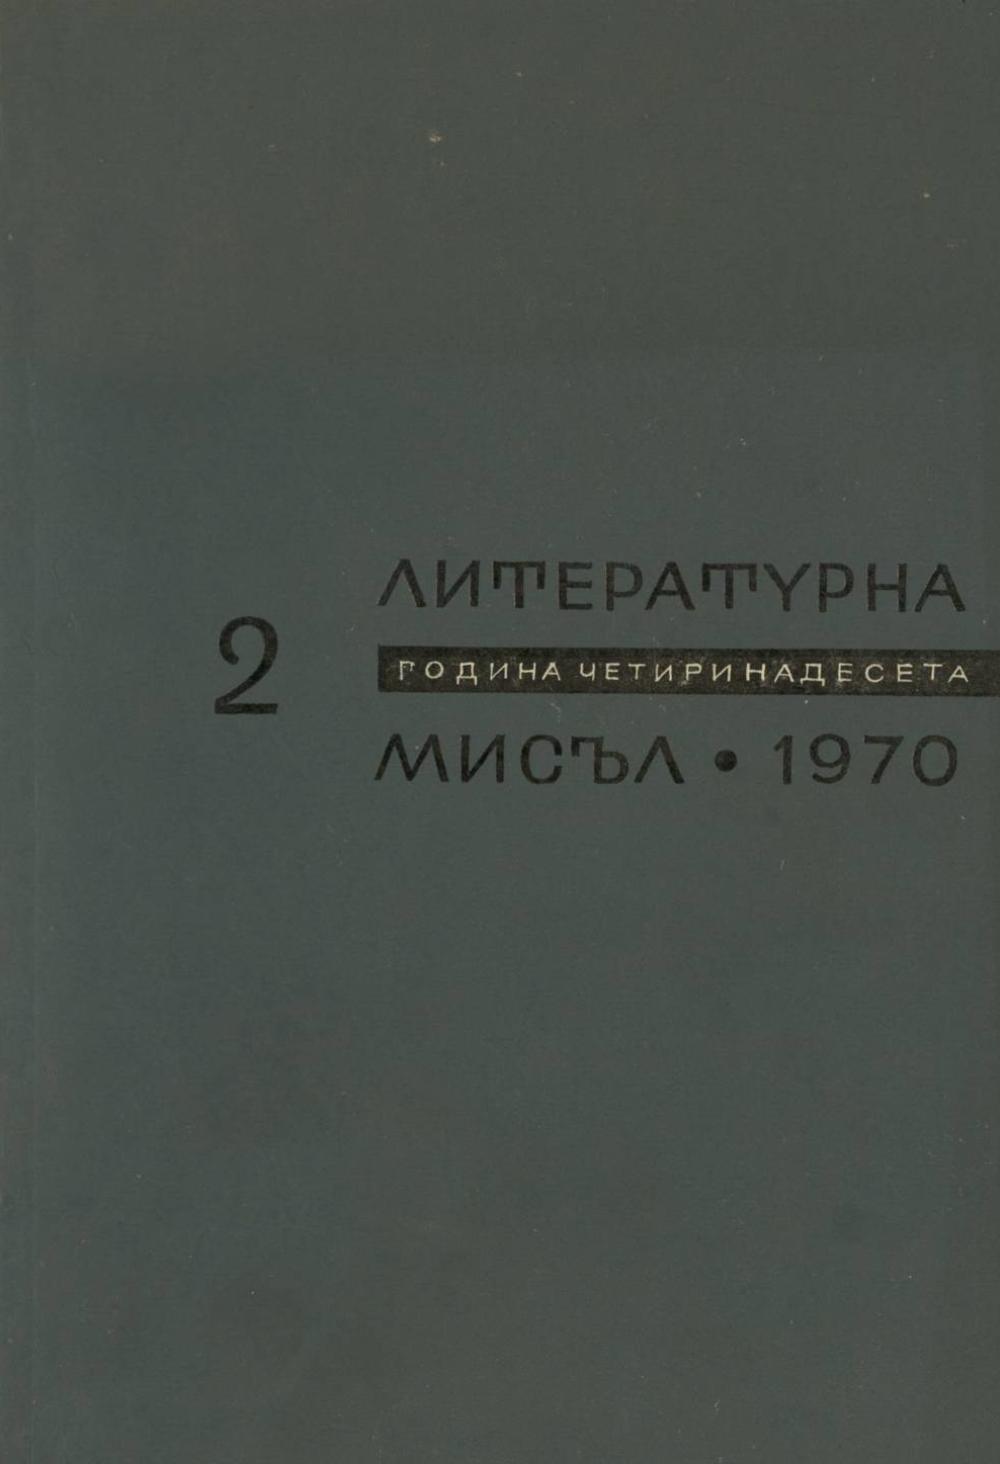 2
ЛИТЕРАТУРНА
ГОДИНА ЧЕТИРИНАДЕСЕТА
МИСЪЛ • 1970